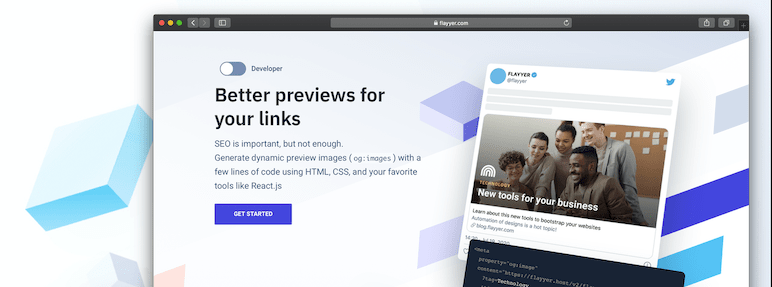 flayyer.com
Developer
Better previews for
your links
SEO is important, but not enough.
Generate dynamic preview images ( og:images ) with a
few lines of code using HTML, CSS, and your favorite
tools like React.js
GET STARTED
FLAYYER
@flayyer
TECHNOLOGY
New tools for your business
Learn about this new tools to bootstrap your websites
Automation of designs is a hot topic!
blog.flayyer.com
<meta
property="og:image"
content="https://flayyer.host/v2/
?tag=Technology